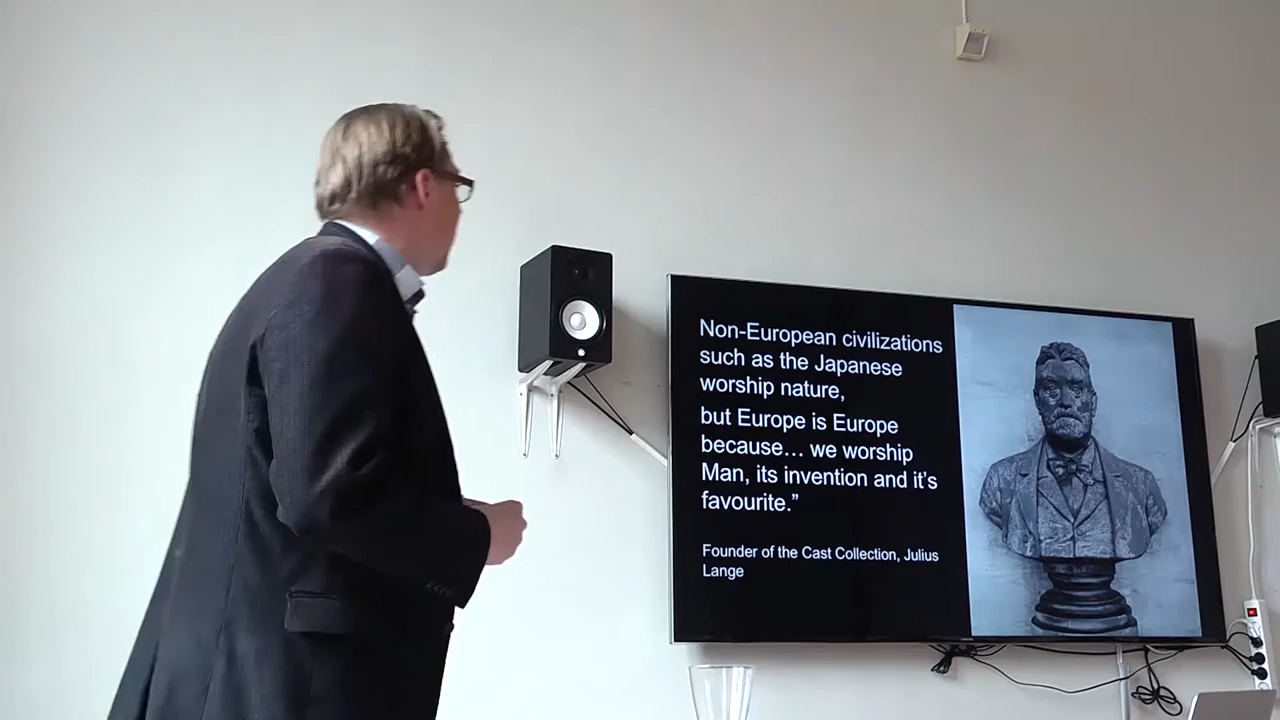 Non-European civilizations
such as the Japanese
worship nature,
but Europe is Europe
because… we worship
Man, its invention and it's
favourite.”
Founder of the Cast Collection, Julius
Lange